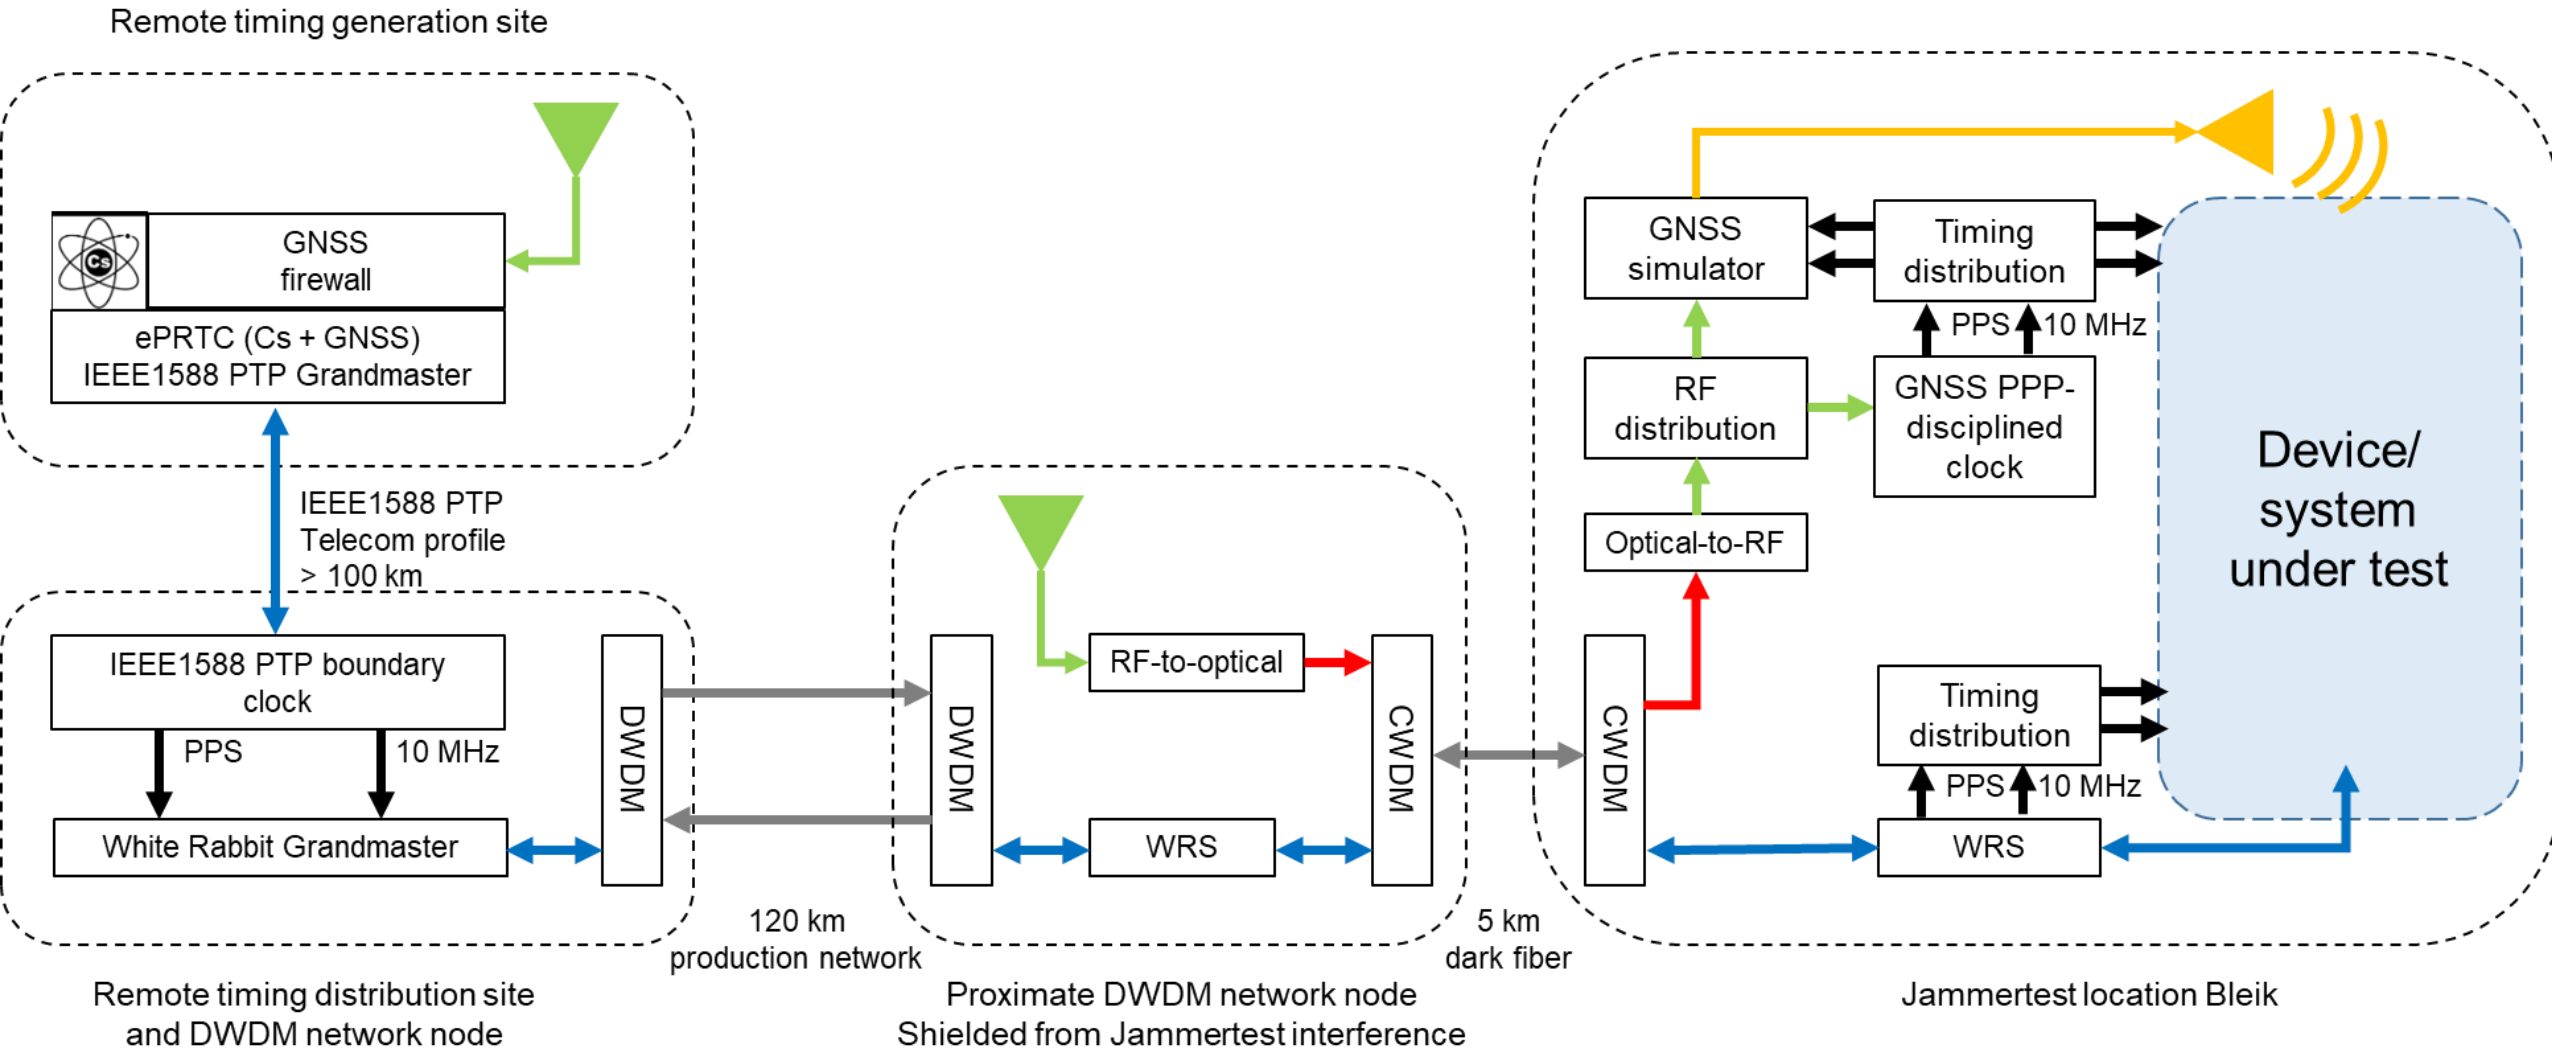 Remote timing generation site
GNSS
firewall
Cs
ePRTC (Cs + GNSS)
IEEE1588 PTP Grandmaster
IEEE1588 PTP
Telecom profile
> 100 km
IEEE1588 PTP boundary
clock
PPS
10 MHz
White Rabbit Grandmaster
DWDM
Remote timing distribution site
and DWDM network node
120 km
production network
DWDM
RF-to-optical
WRS
CWDM
Proximate DWDM network node
Shielded from Jammertest interference
5 km
dark fiber
CWDM
GNSS
simulator
Timing
distribution
PPS
10 MHz
RF
distribution
GNSS PPP-
disciplined
clock
Optical-to-RF
Timing
distribution
PPS
10 MHz
WRS
Device/
system
under test
Jammertest location Bleik